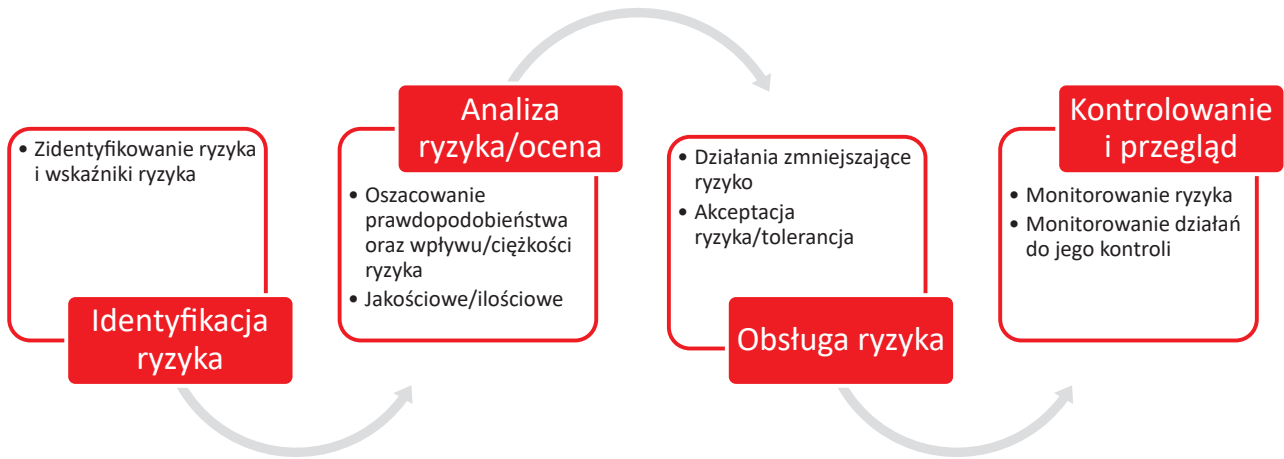 • Zidentyfikowanie ryzyka
i wskaźniki ryzyka
Identyfikacja
ryzyka
Analiza
ryzyka/ocena
• Oszacowanie
prawdopodobieństwa
oraz wpływu/ciężkości
ryzyka
• Jakościowe/ilościowe
• Działania zmniejszające
ryzyko
• Akceptacja
ryzyka/tolerancja
Obsługa ryzyka
Kontrolowanie
i przegląd
• Monitorowanie ryzyka
• Monitorowanie działań
do jego kontroli